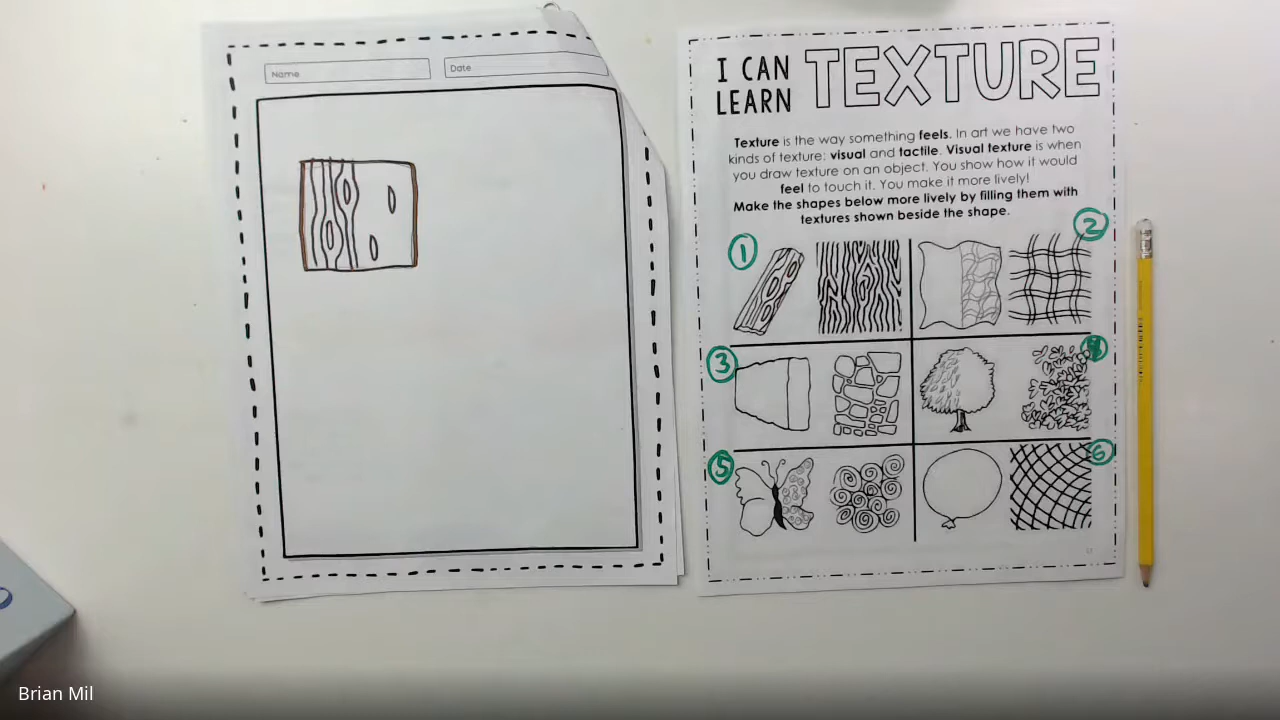 Name
Date
I CAN
LEARN
TEXTURE
Texture is the way something feels. In art we have two
kinds of texture: visual and tactile. Visual texture is when
you draw texture on an object. You show how it would
feel to touch it. You make it more lively!
Make the shapes below more lively by filling them with
textures shown beside the shape.
1
2
3
5
6
Brian Mil